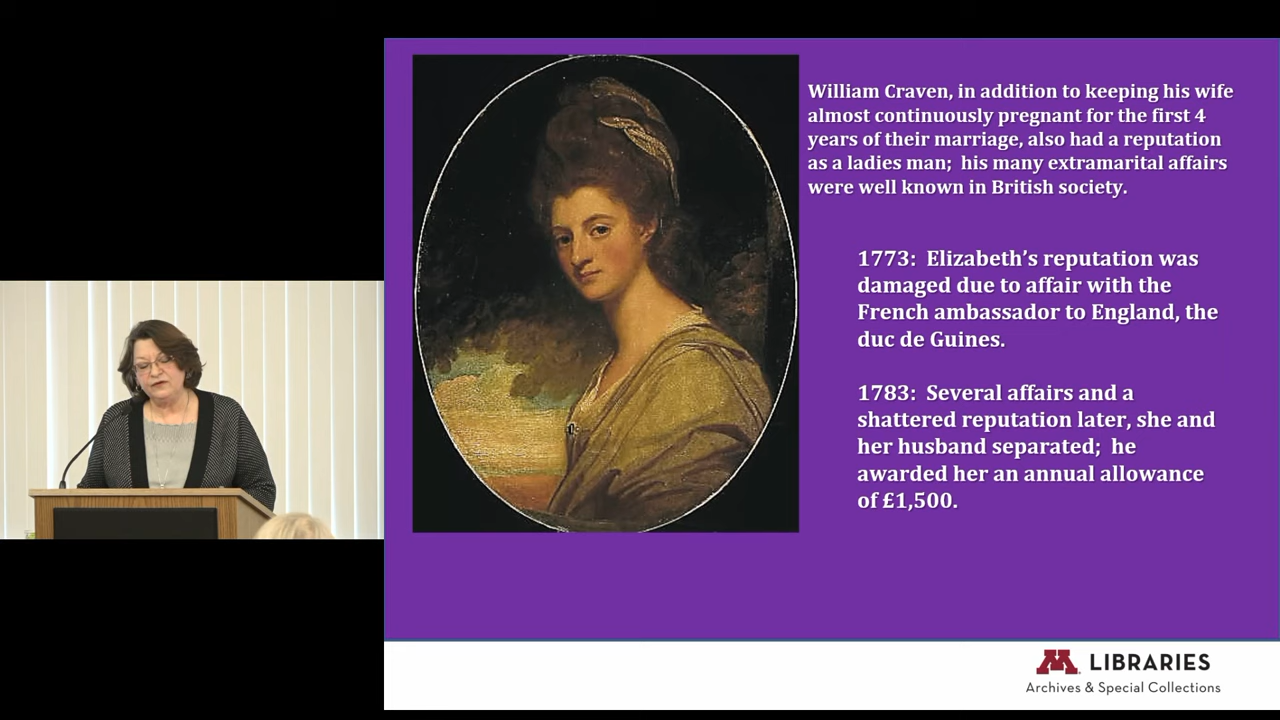 William Craven, in addition to keeping his wife
almost continuously pregnant for the first 4
years of their marriage, also had a reputation
as a ladies man;  his many extramarital affairs
were well known in British society.
1773:  Elizabeth’s reputation was
damaged due to affair with the
French ambassador to England, the
duc de Guines.
1783:  Several affairs and a
shattered reputation later, she and
her husband separated;  he
awarded her an annual allowance
of £1,500.
M LIBRARIES
Archives & Special Collections